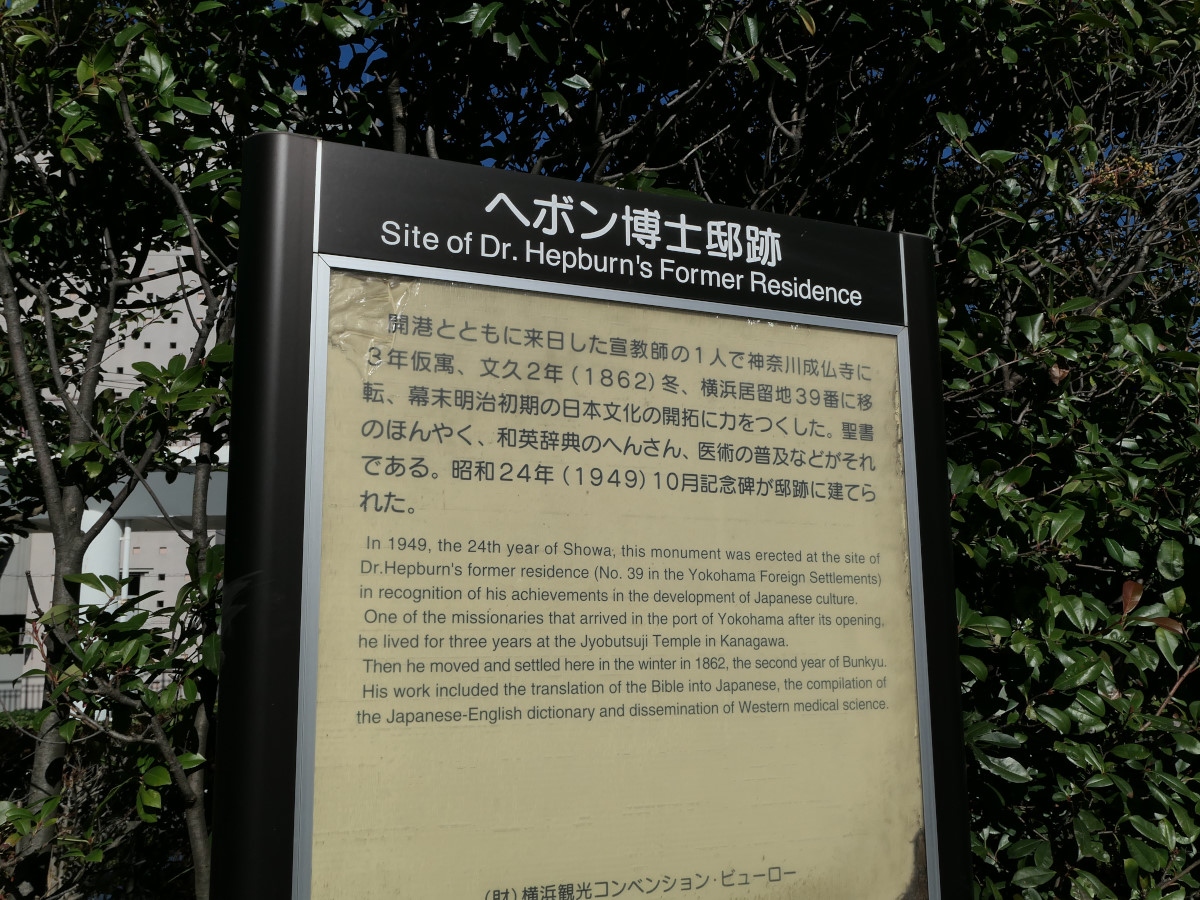 ヘボン博士邸跡
Site of Dr. Hepburn's Former Residence
開港とともに来日した宣教師の1人で神奈川成仏寺に
3年仮寓、文久2年(1862)冬、横浜居留地39番に移
転、幕末明治初期の日本文化の開拓に力をつくした。聖書
のほんやく、和英辞典のへんさん、医術の普及などがそれ
である。昭和24年(1949)10月記念碑が邸跡に建てら
れた。
In 1949, the 24th year of Showa, this monument was erected at the site of
Dr.Hepburn's former residence (No. 39 in the Yokohama Foreign Settlements)
in recognition of his achievements in the development of Japanese culture.
One of the missionaries that arrived in the port of Yokohama after its opening,
he lived for three years at the Jyobutsuji Temple in Kanagawa.
Then he moved and settled here in the winter in 1862, the second year of Bunkyu.
His work included the translation of the Bible into Japanese, the compilation of
the Japanese-English dictionary and dissemination of Western medical science.
(財)横浜観光コンベンション・ビューロー